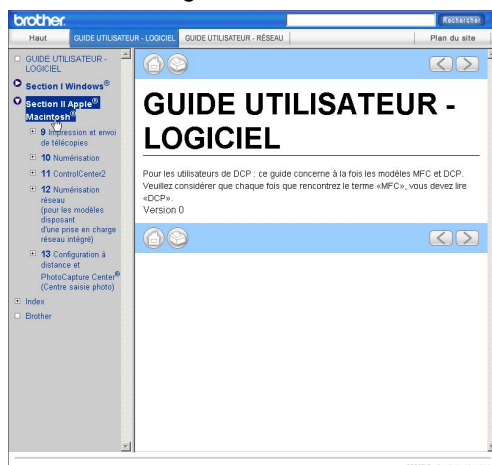 brother.
Rechercher
Haut
GUIDE UTILISATEUR - LOGICIEL
GUIDE UTILISATEUR - RÉSEAU
Plan du site
GUIDE UTILISATEUR -
LOGICIEL
Section I Windows®
Section II Apple®
Macintosh®
9 Impression et envoi
de télécopies
10 Numérisation
11 ControlCenter2
12 Numérisation
réseau
(pour les modèles
disposant
d'une prise en charge
réseau intégré)
13 Configuration à
distance et
PhotoCapture Center®
(Centre saisie photo)
Index
Brother
GUIDE UTILISATEUR -
LOGICIEL
Pour les utilisateurs de DCP : ce guide concerne à la fois les modèles MFC et DCP.
Veuillez considérer que chaque fois que rencontrez le terme «MFC», vous devez lire
«DCP».
Version 0